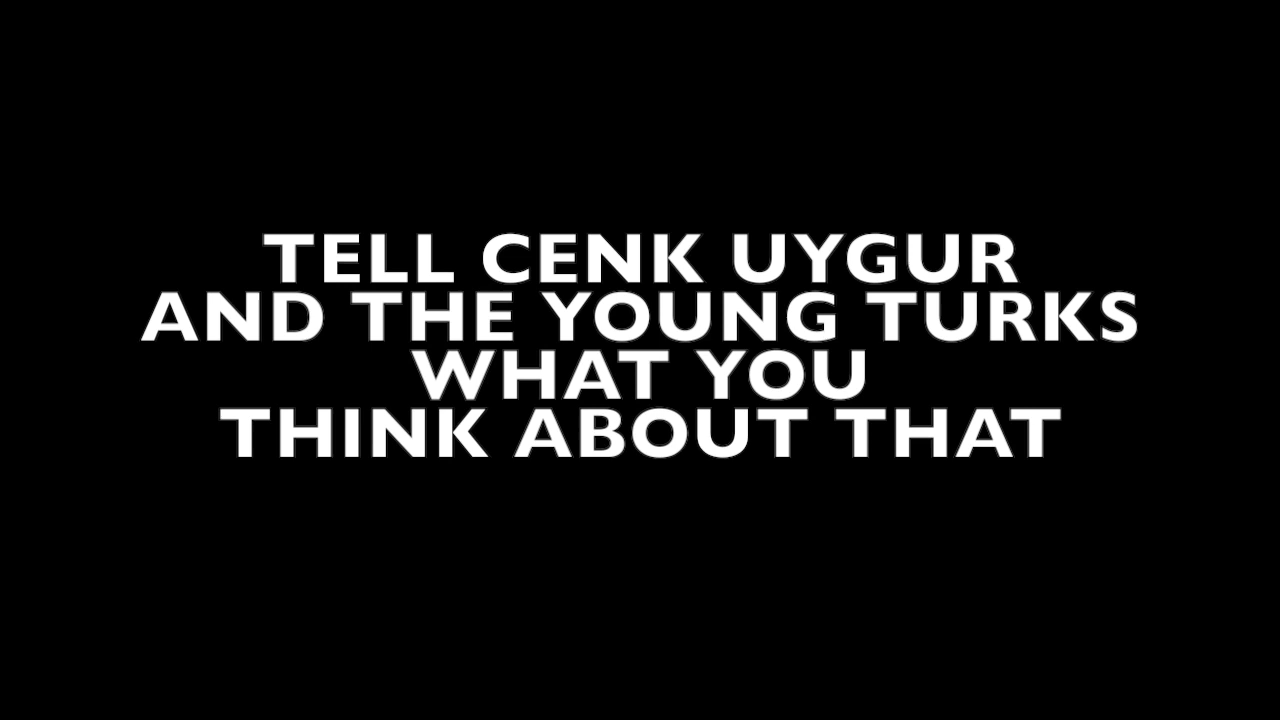 TELL CENK UYGUR
AND THE YOUNG TURKS
WHAT YOU
THINK ABOUT THAT